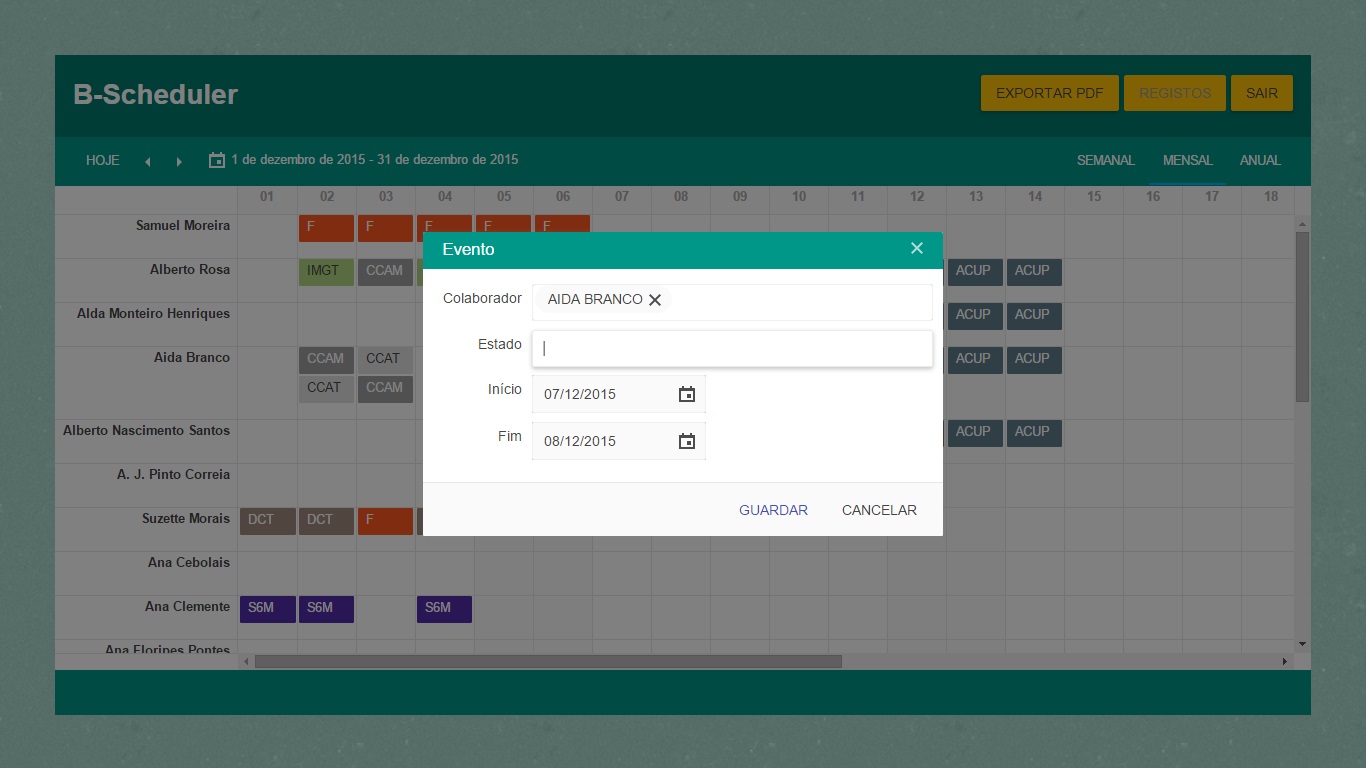 B-Scheduler
EXPORTAR PDF REGISTOS SAIR
HOJE 1 de dezembro de 2015 - 31 de dezembro de 2015 SEMANAL MENSAL ANUAL
01 02 03 04 05 06 07 08 09 10 11 12 13 14 15 16 17 18
Samuel Moreira F F F F F
Evento
Alberto Rosa IMGT CCAM ACUP ACUP
Colaborador AIDA BRANCO
Alda Monteiro Henriques ACUP ACUP
Estado
Aida Branco CCAM CCAT ACUP ACUP
CCAT CCAM
Início 07/12/2015
Fim 08/12/2015
Alberto Nascimento Santos ACUP ACUP
A. J. Pinto Correia
GUARDAR CANCELAR
Suzette Morais DCT DCT F
Ana Cebolais
Ana Clemente S6M S6M S6M
Ana Floripes Pontes